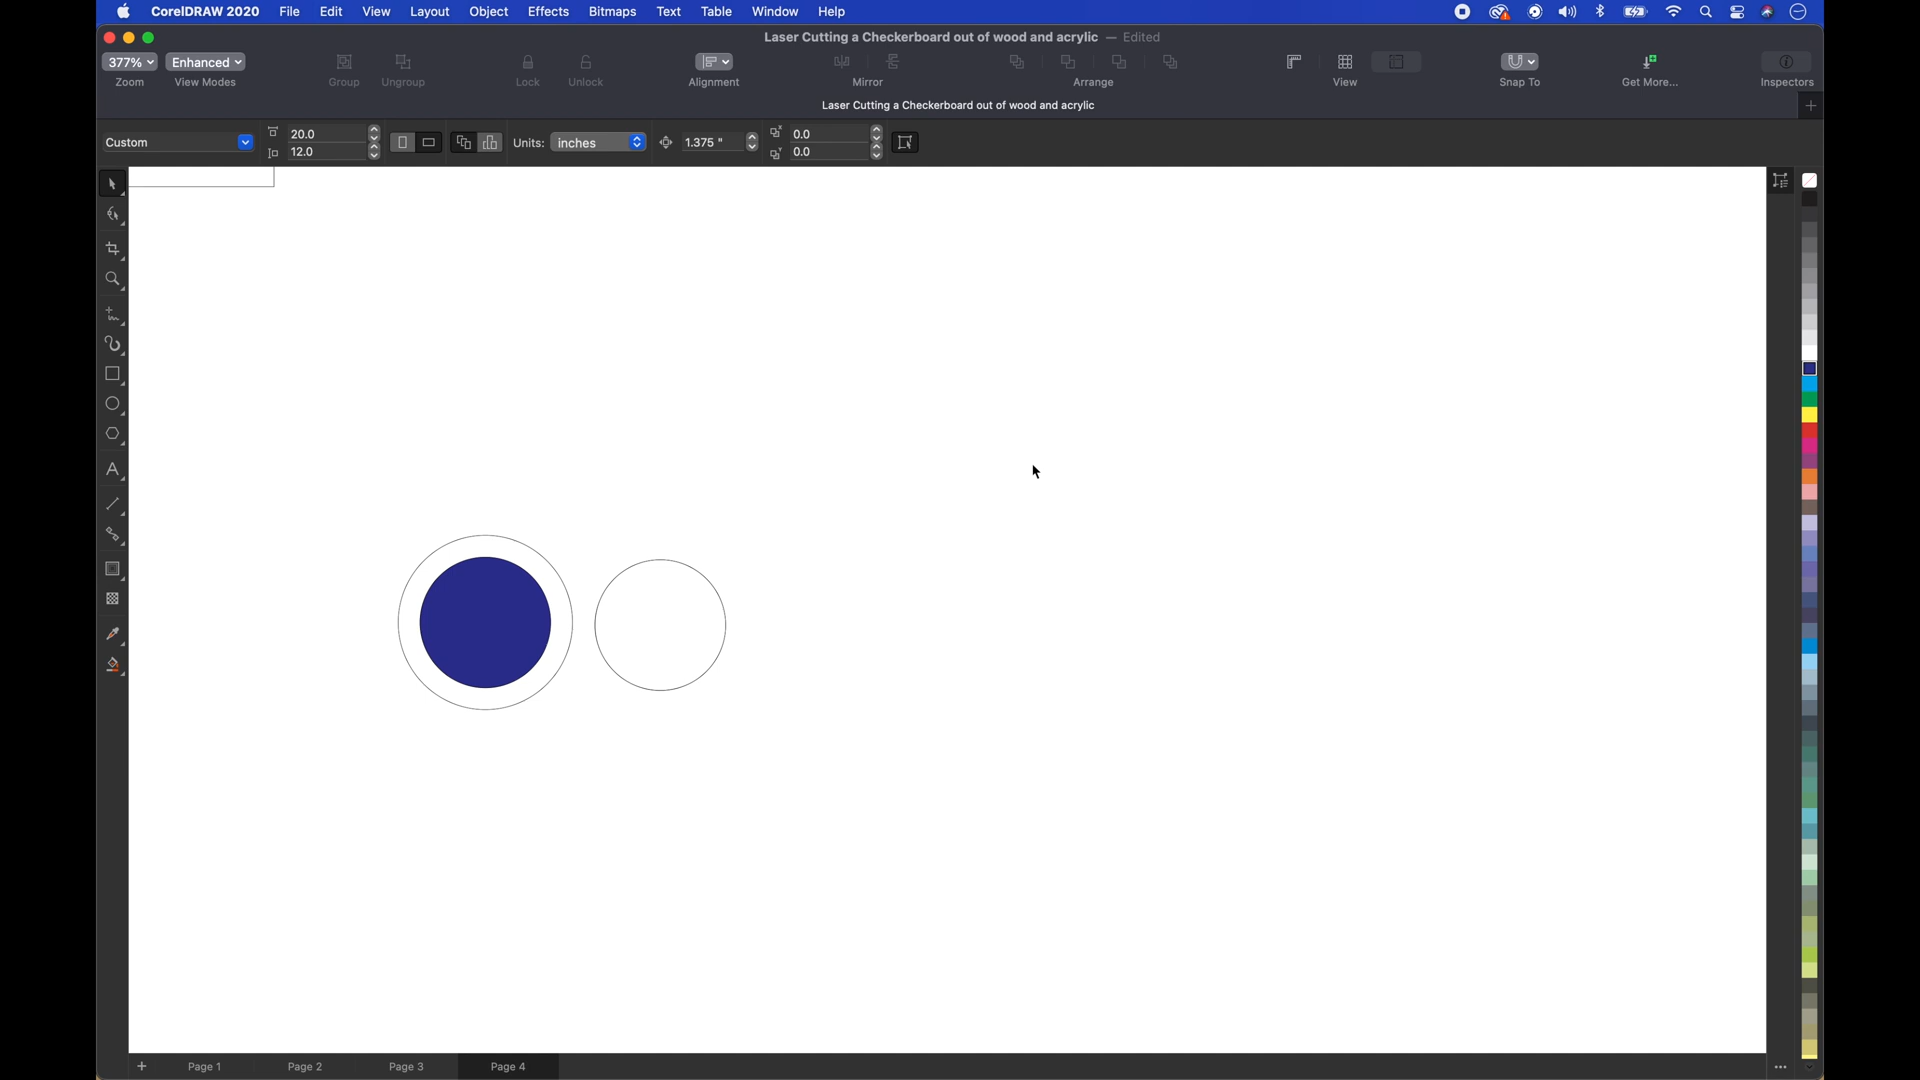 CorelDRAW 2020 File Edit View Layout Object Effects Bitmaps Text Table Window Help
Laser Cutting a Checkerboard out of wood and acrylic — Edited
377% Enhanced
Zoom View Modes Group Ungroup Lock Unlock Alignment Mirror Arrange View Snap To Get More... Inspectors
Laser Cutting a Checkerboard out of wood and acrylic
Custom 20.0 12.0 Units: inches 1.375 " 0.0 0.0
Page 1 Page 2 Page 3 Page 4